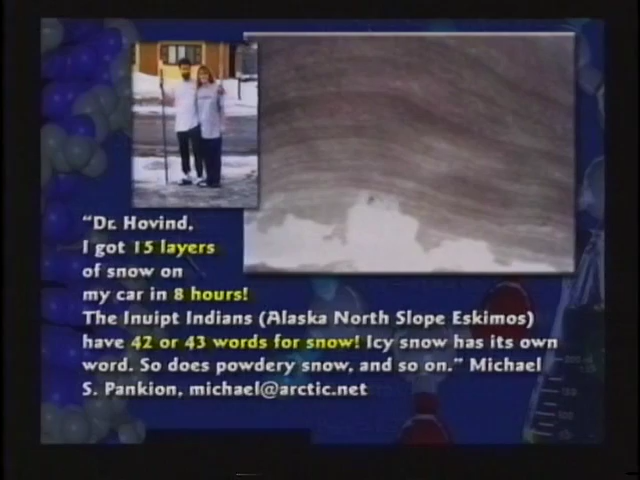 “Dr. Hovind,
I got 15 layers
of snow on
my car in 8 hours!
The Inuipt Indians (Alaska North Slope Eskimos)
have 42 or 43 words for snow! Icy snow has its own
word. So does powdery snow, and so on.” Michael
S. Pankion, michael@arctic.net